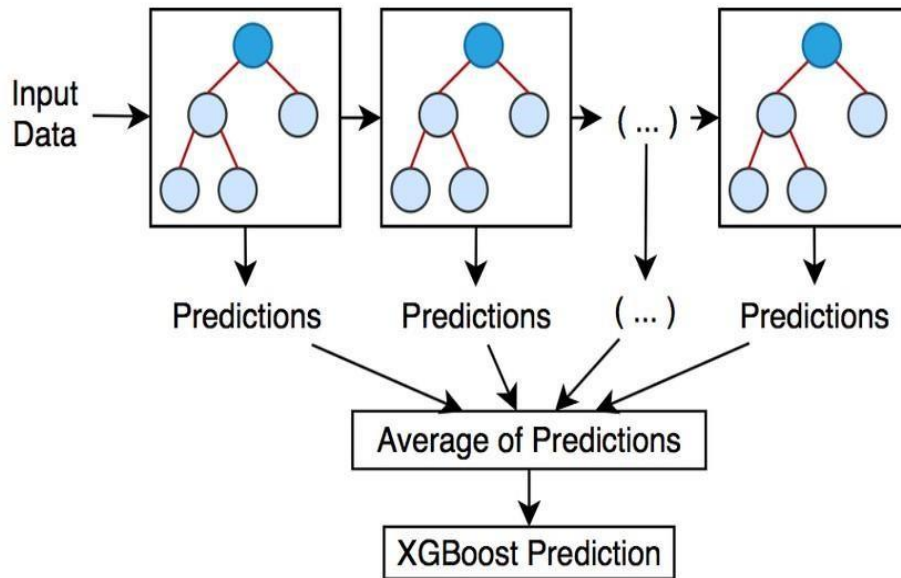 Input
Data
( ... )
Predictions
Predictions
( ... )
Predictions
Average of Predictions
XGBoost Prediction